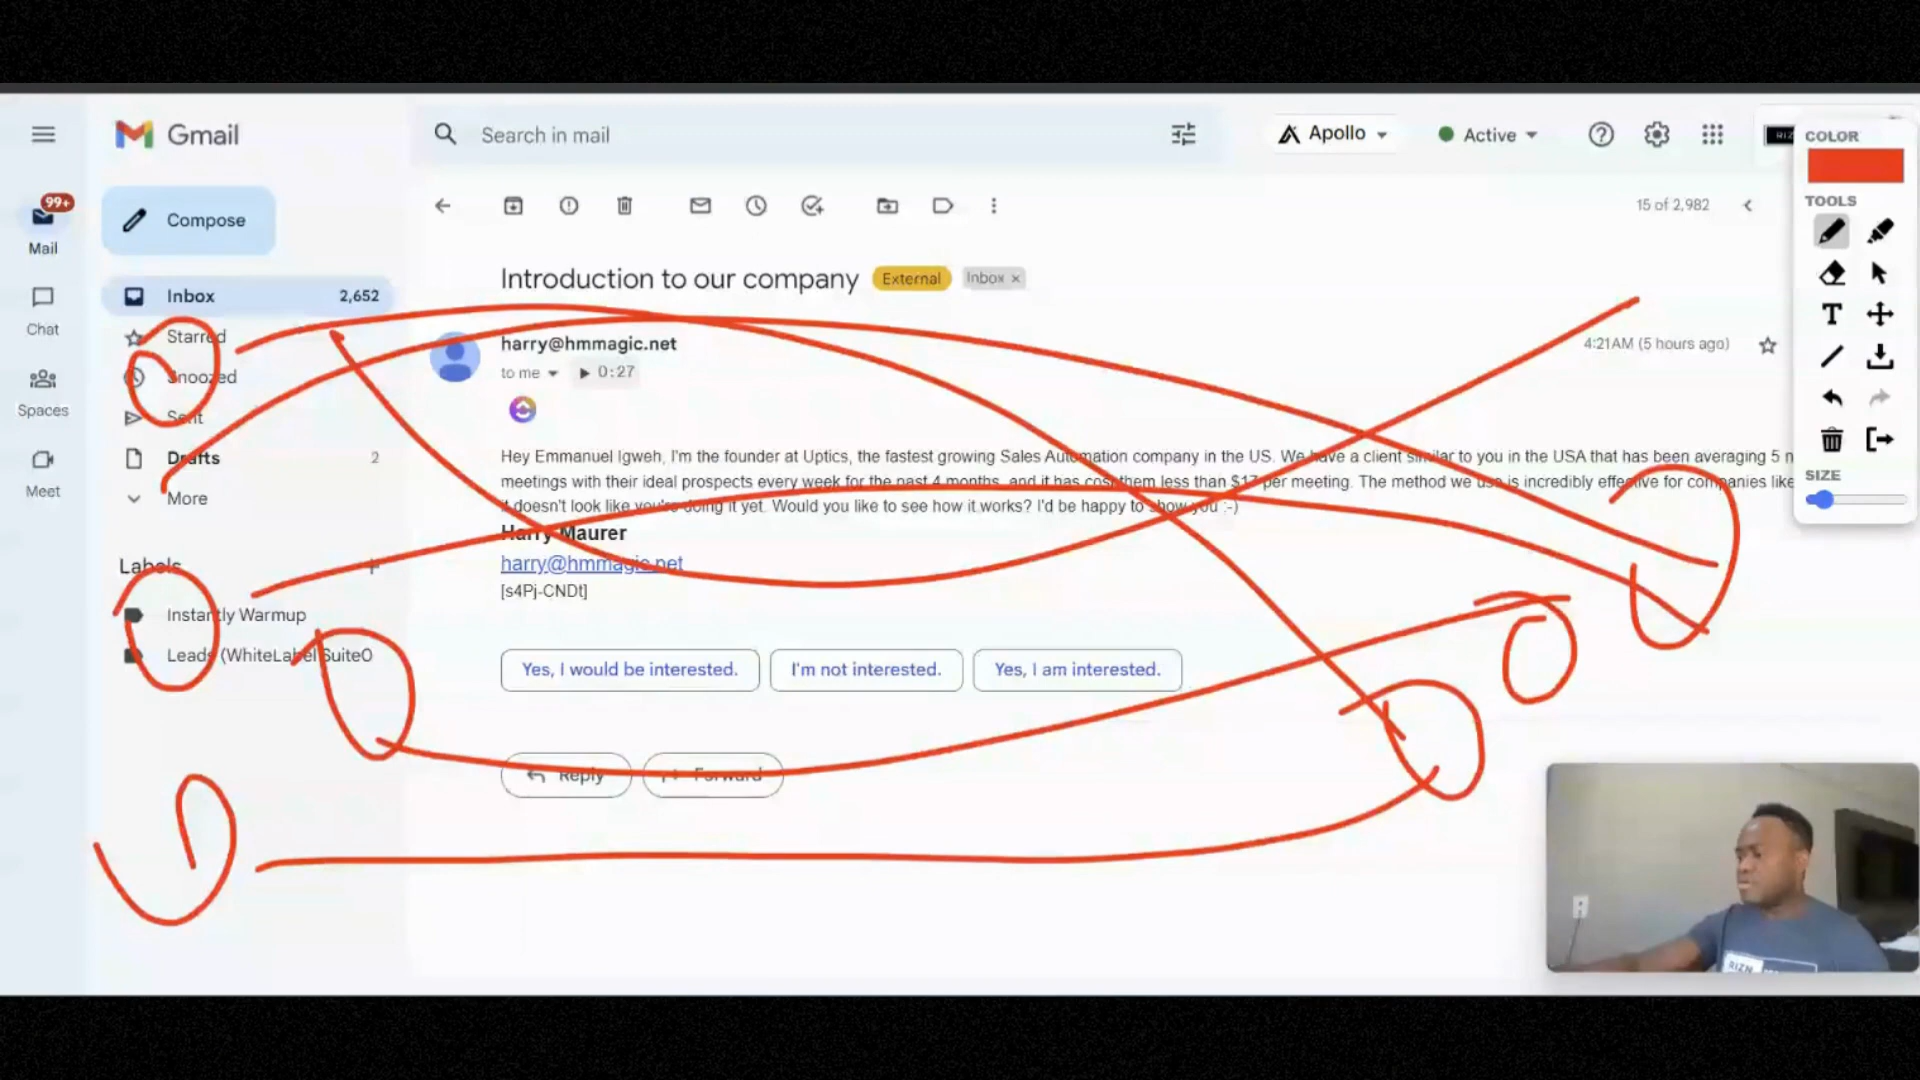 Gmail
Search in mail
Apollo
Active
RIZ
COLOR
TOOLS
SIZE
99+
Mail
Chat
Spaces
Meet
Compose
Inbox 2,652
Starred
Snoozed
Sent
Drafts 2
More
Labels +
Instantly Warmup
Leads (WhiteLabel SuiteO
15 of 2,982
Introduction to our company External Inbox ×
harry@hmmagic.net
4:21AM (5 hours ago)
to me 0:27
Hey Emmanuel Igweh, I'm the founder at Uptics, the fastest growing Sales Automation company in the US. We have a client similar to you in the USA that has been averaging 5 n
meetings with their ideal prospects every week for the past 4 months, and it has cost them less than $17 per meeting. The method we use is incredibly effective for companies like
it doesn't look like you're doing it yet. Would you like to see how it works? I'd be happy to show you :-)
Harry Maurer
harry@hmmagic.net
[s4Pj-CNDt]
Yes, I would be interested.
I'm not interested.
Yes, I am interested.
Reply
Forward
RIZN